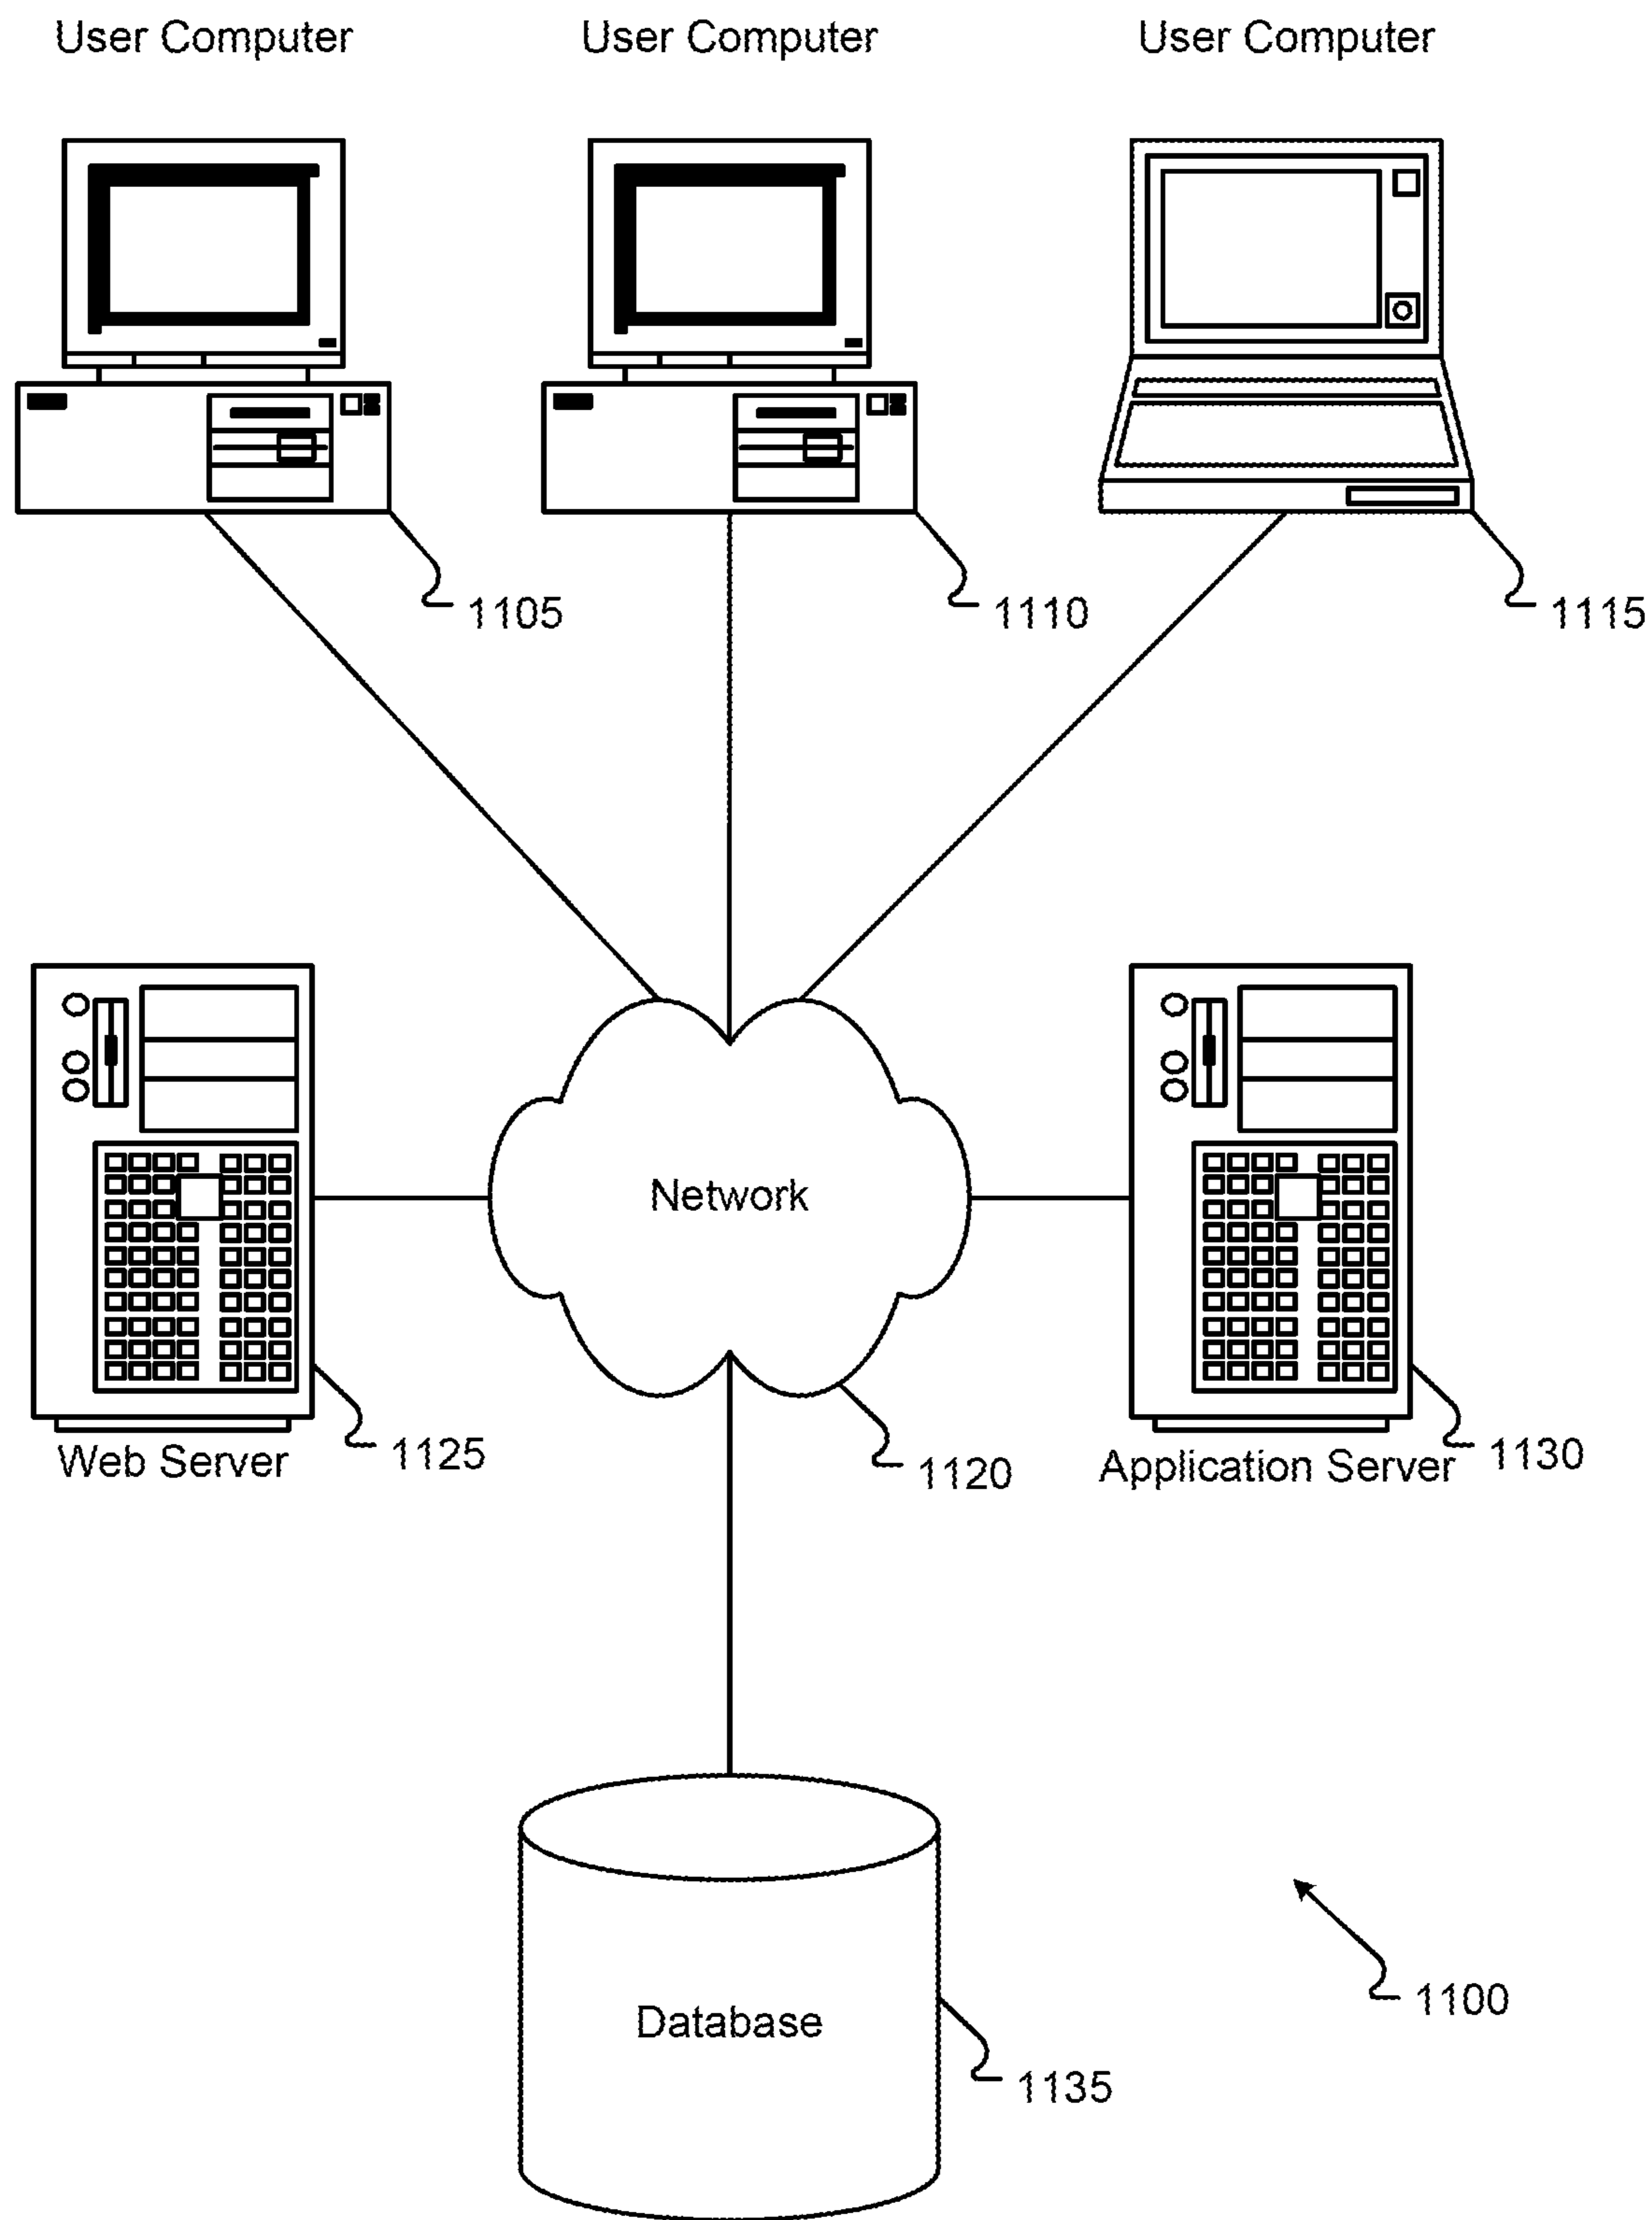 User Computer
User Computer
User Computer
1105
1110
1115
Network
Web Server
1125
1120
Application Server
1130
Database
1135
1100